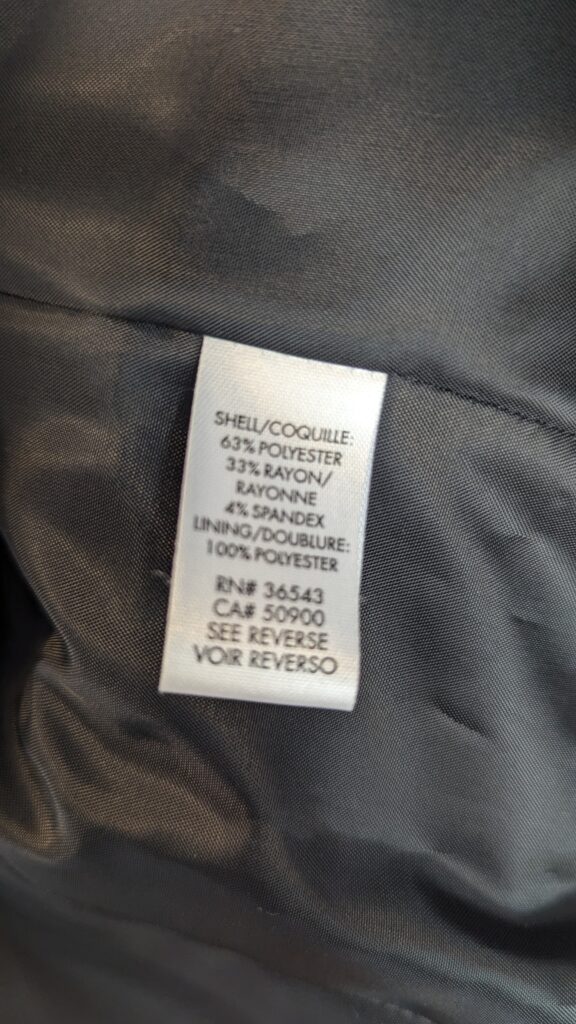 SHELL/COQUILLE:
63% POLYESTER
33% RAYON/
RAYONNE
4% SPANDEX
LINING/DOUBLURE:
100% POLYESTER
RN# 36543
CA# 50900
SEE REVERSE
VOIR REVERSO